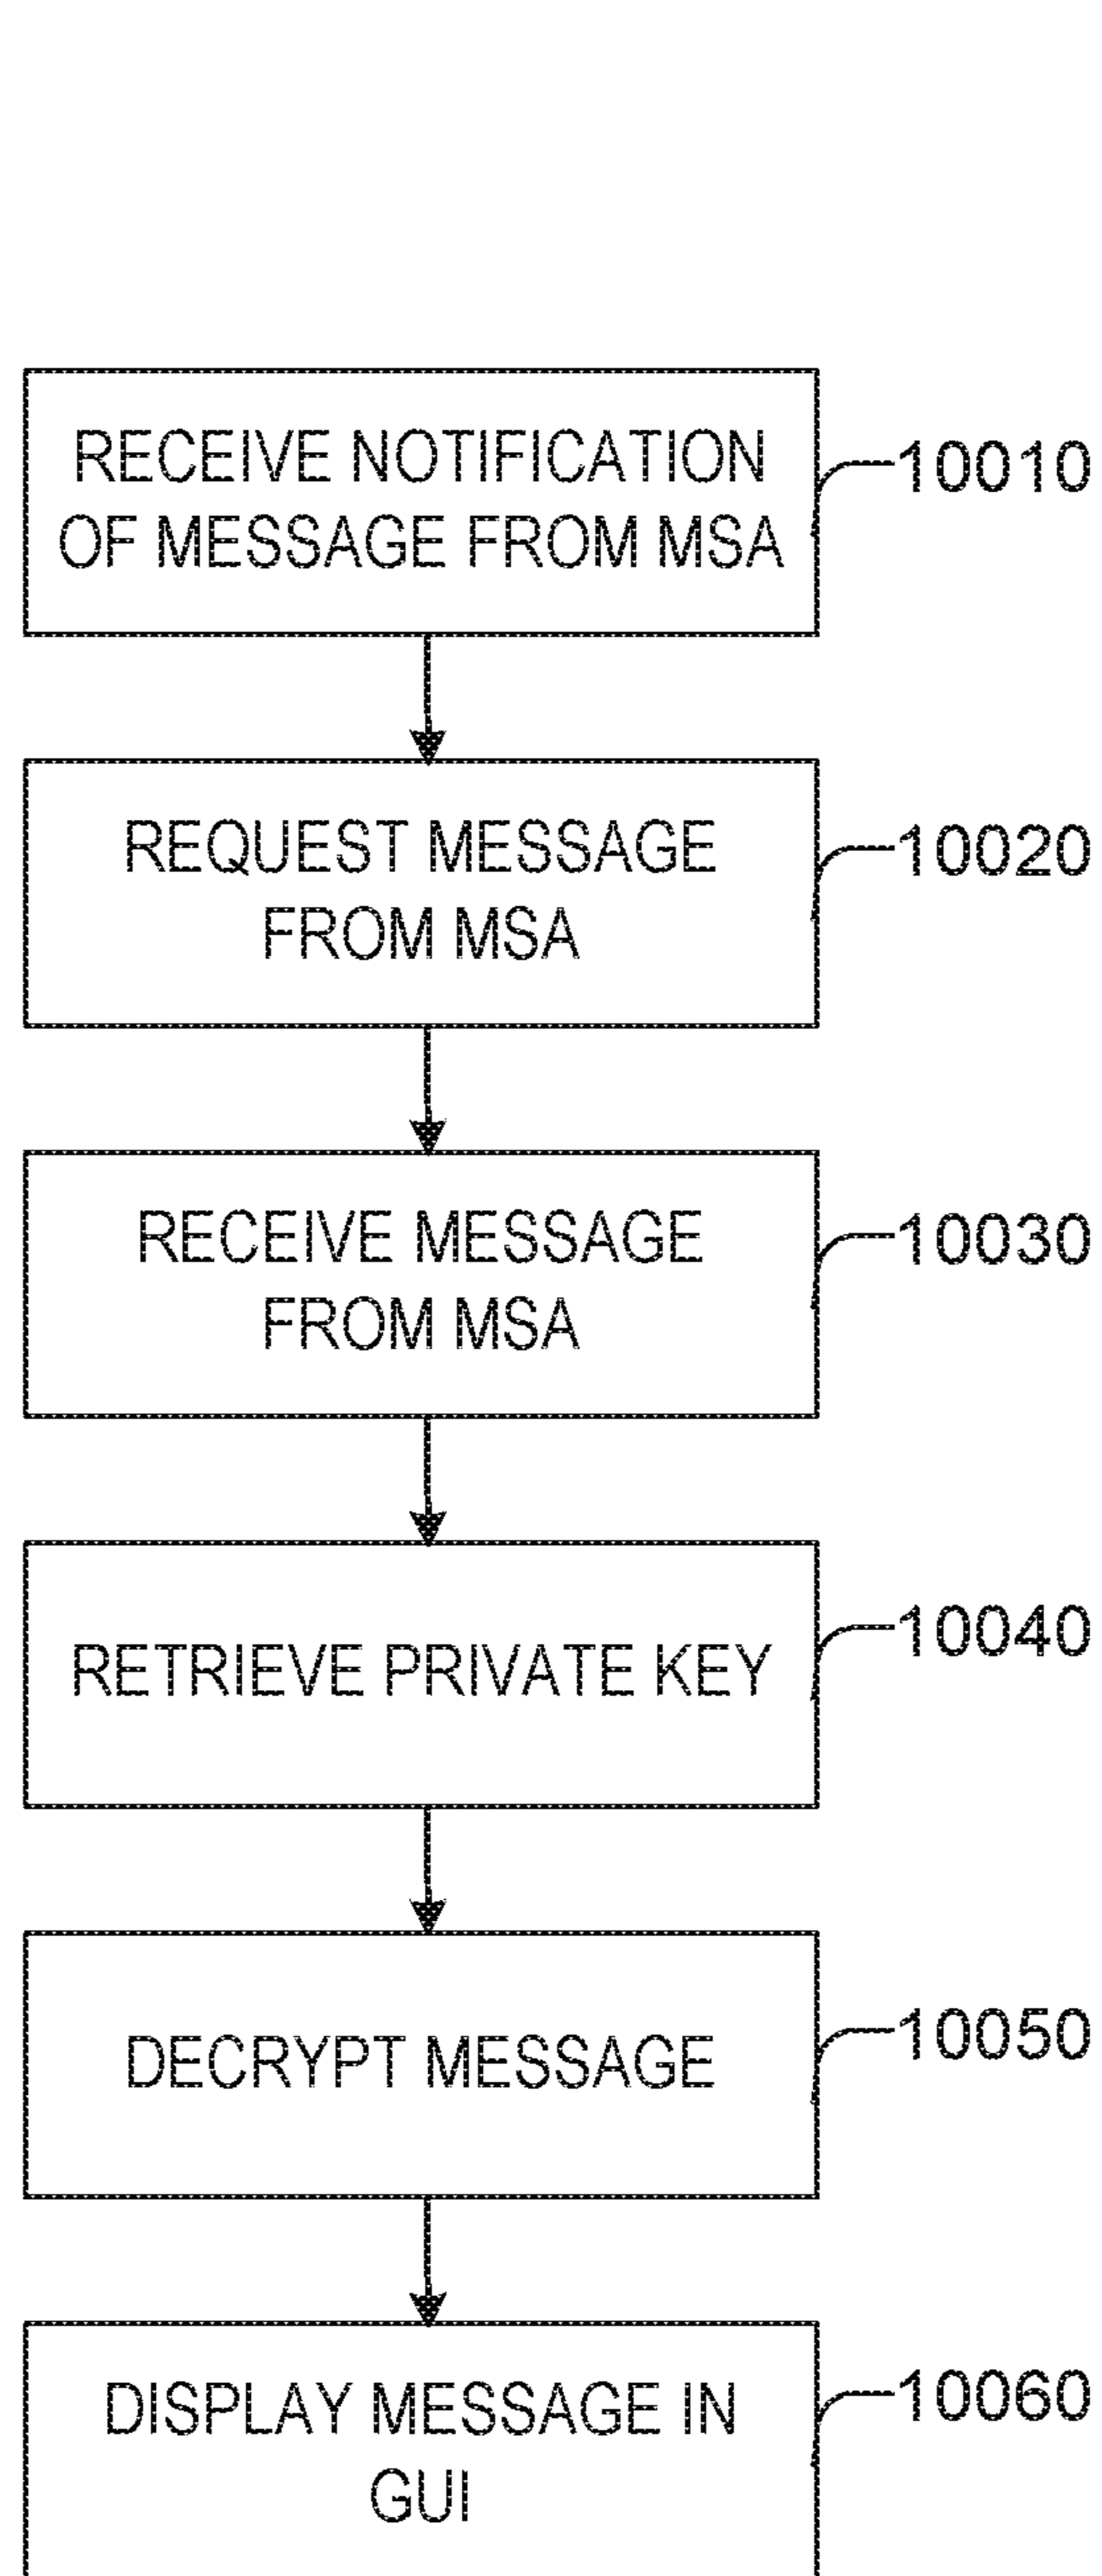 RECEIVE NOTIFICATION
OF MESSAGE FROM MSA
10010
REQUEST MESSAGE
FROM MSA
10020
RECEIVE MESSAGE
FROM MSA
10030
RETRIEVE PRIVATE KEY
10040
DECRYPT MESSAGE
10050
DISPLAY MESSAGE IN
GUI
10060